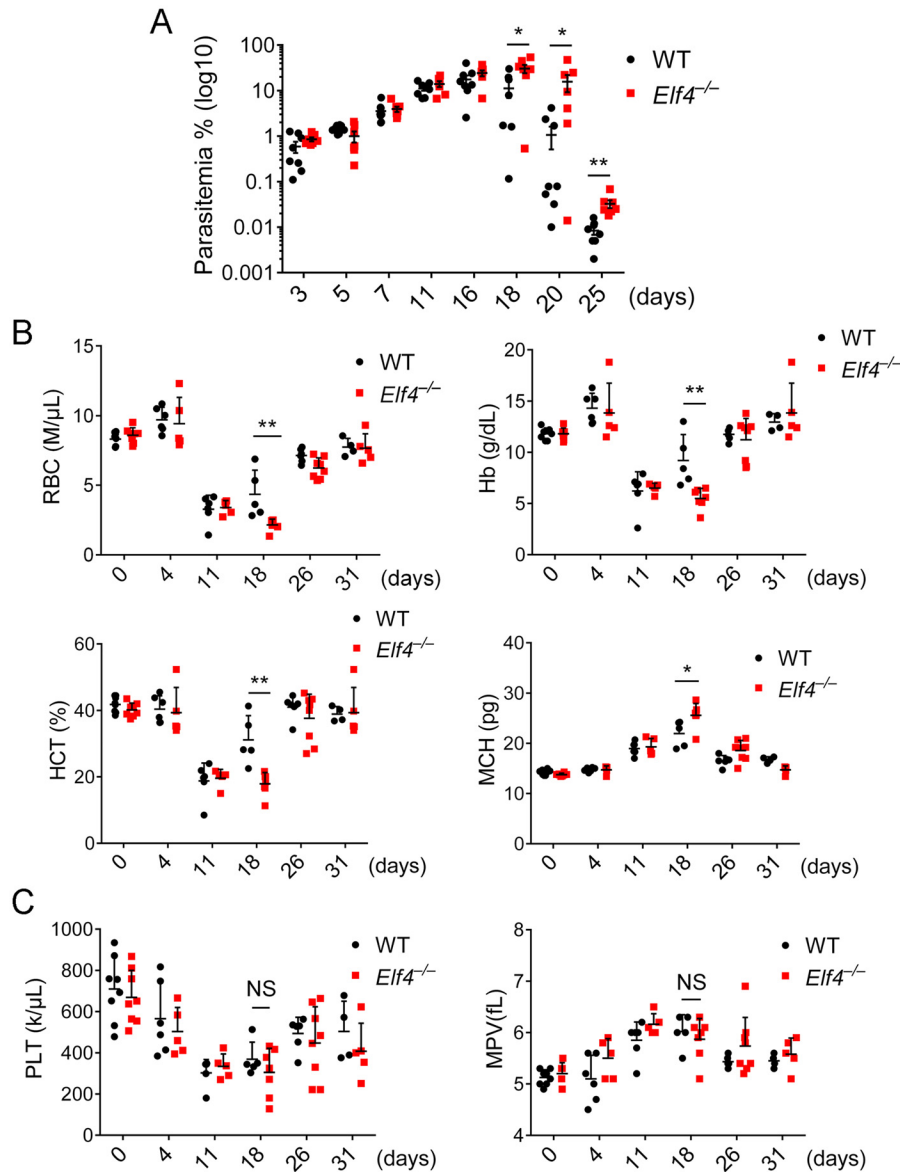 A
Parasitemia % (log10)
100
10
1
0.1
0.01
0.001
* * **
WT
Elf4–/–
3 5 7 11 16 18 20 25 (days)
B
RBC (M/µL)
15
10
5
0
**
WT
Elf4–/–
0 4 11 18 26 31 (days)
Hb (g/dL)
20
15
10
5
0
**
WT
Elf4–/–
0 4 11 18 26 31 (days)
HCT (%)
60
40
20
0
**
WT
Elf4–/–
0 4 11 18 26 31 (days)
MCH (pg)
40
30
20
10
0
*
WT
Elf4–/–
0 4 11 18 26 31 (days)
C
PLT (k/µL)
1000
800
600
400
200
0
NS
WT
Elf4–/–
0 4 11 18 26 31 (days)
MPV(fL)
8
7
6
5
4
NS
WT
Elf4–/–
0 4 11 18 26 31 (days)